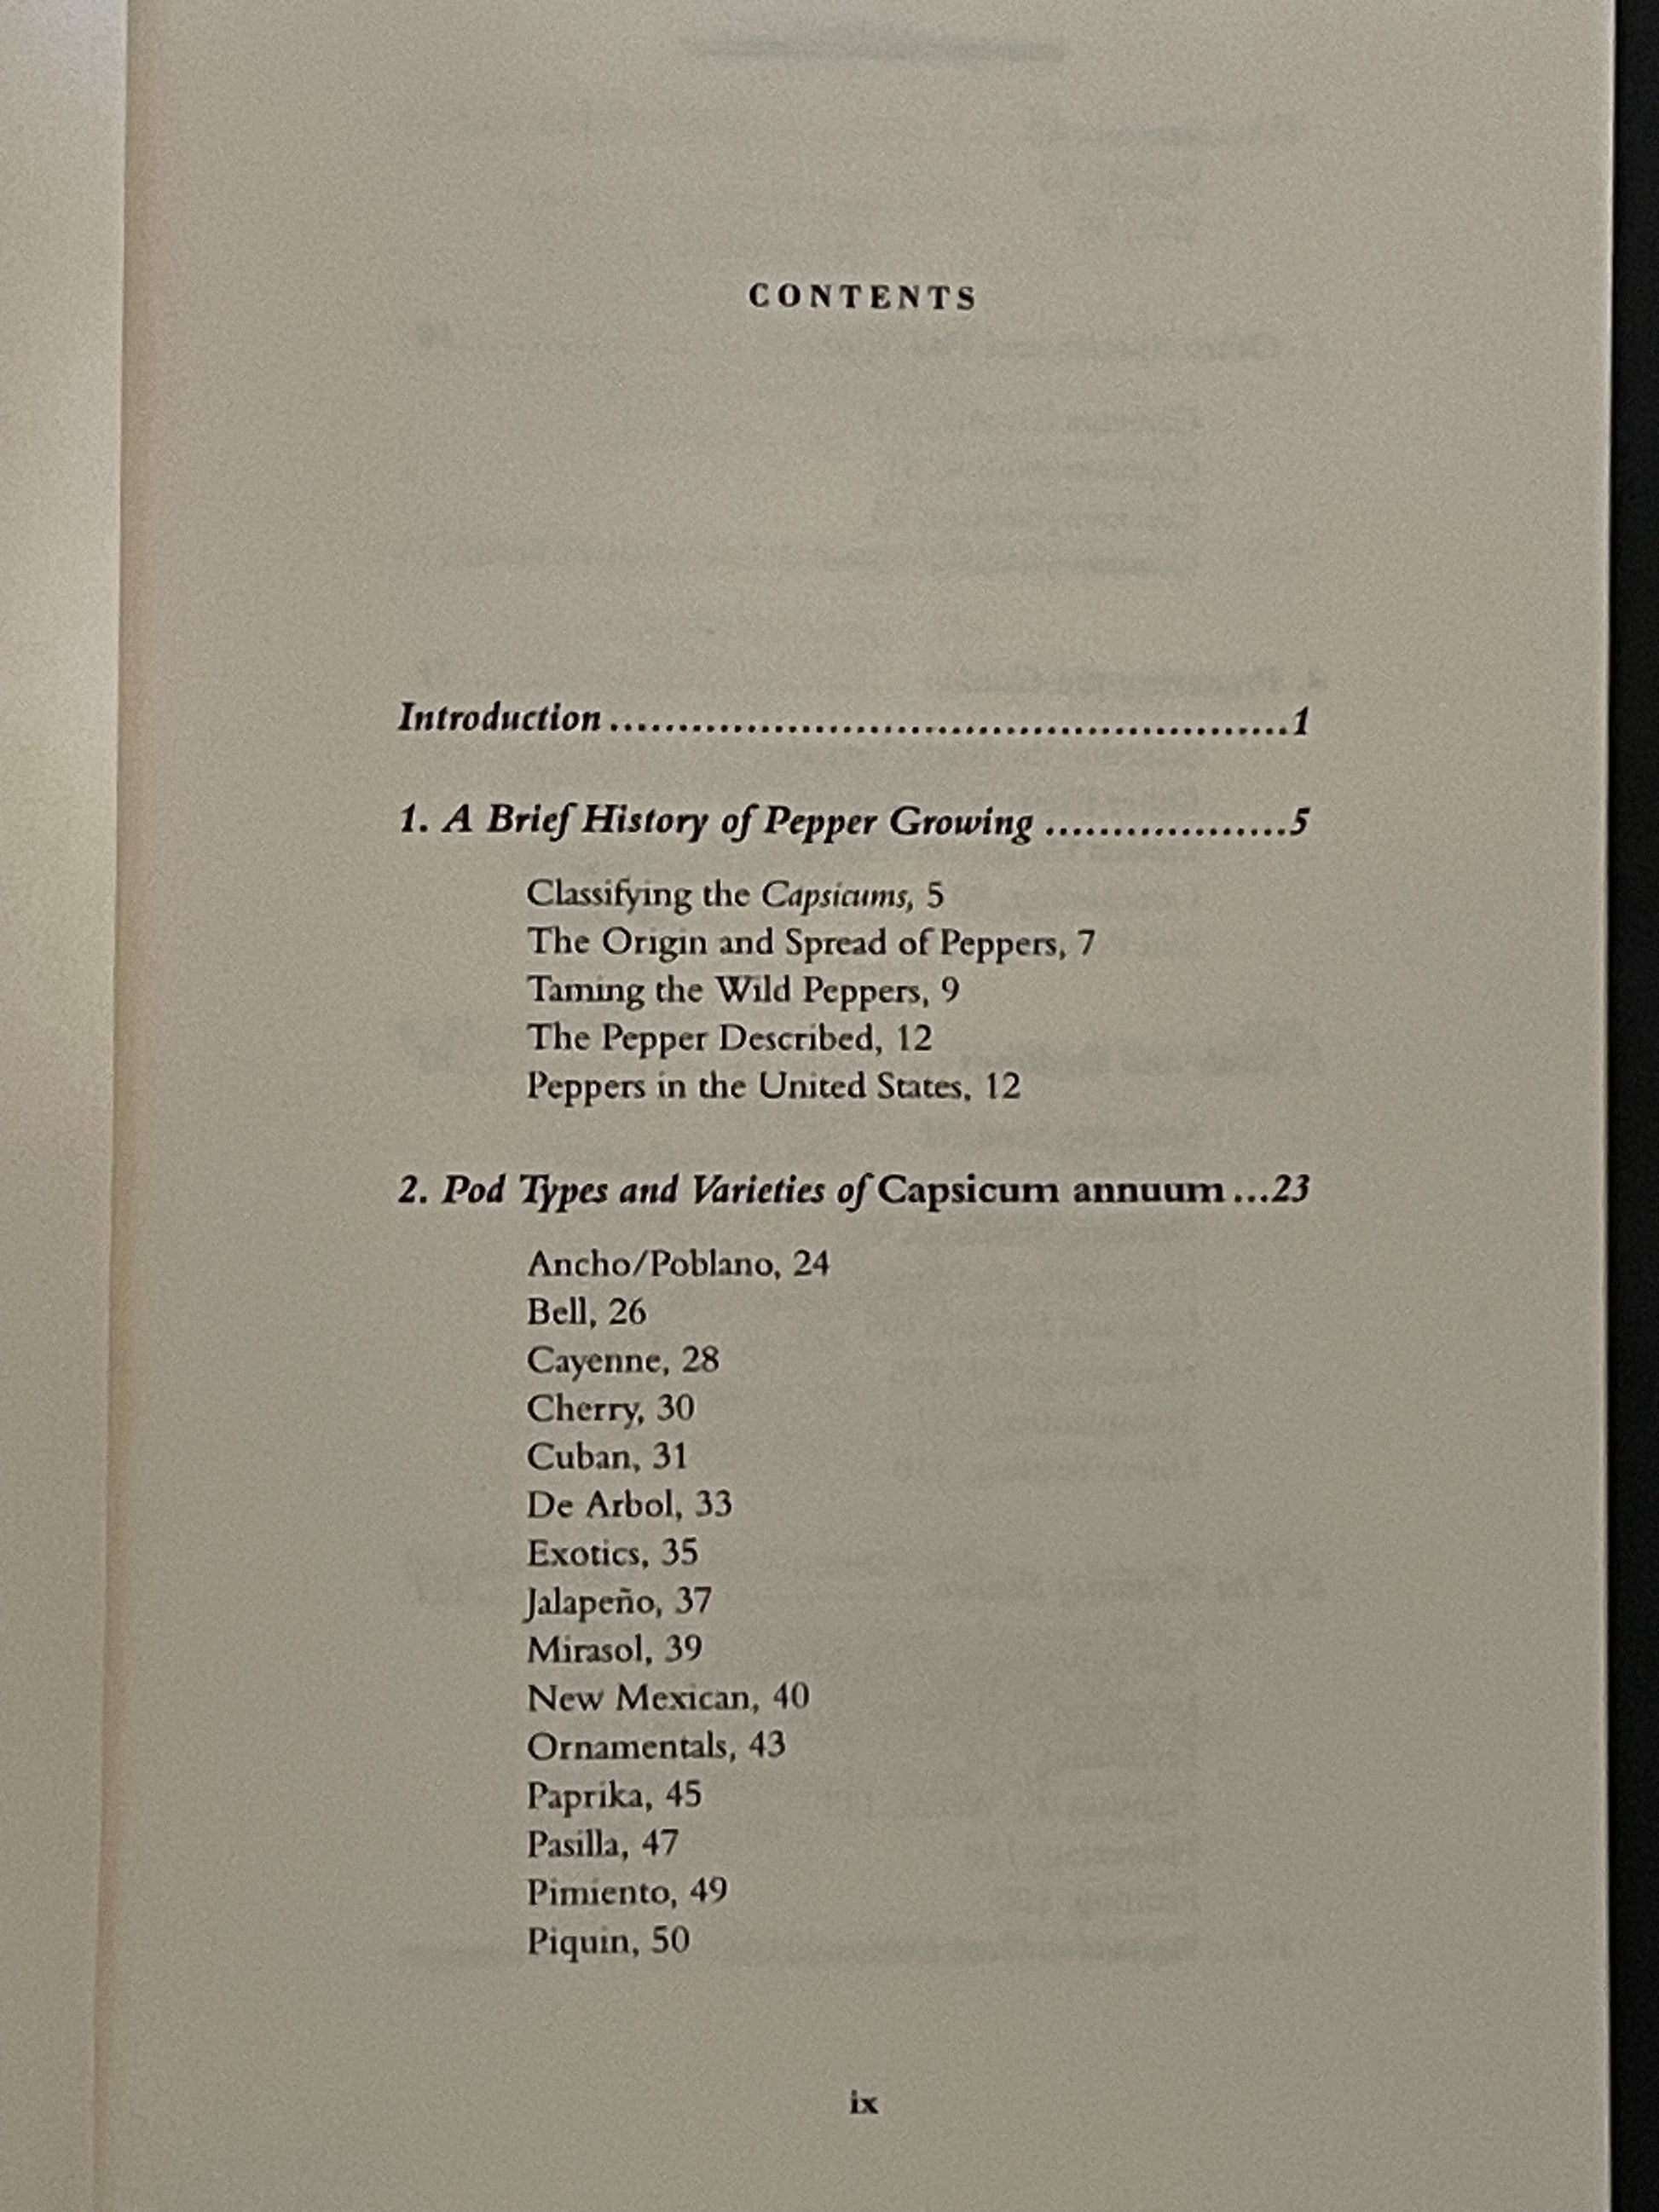 CONTENTS
Introduction..................................................1
1. A Brief History of Pepper Growing ..................5
Classifying the Capsicums, 5
The Origin and Spread of Peppers, 7
Taming the Wild Peppers, 9
The Pepper Described, 12
Peppers in the United States, 12
2. Pod Types and Varieties of Capsicum annuum...23
Ancho/Poblano, 24
Bell, 26
Cayenne, 28
Cherry, 30
Cuban, 31
De Arbol, 33
Exotics, 35
Jalapeño, 37
Mirasol, 39
New Mexican, 40
Ornamentals, 43
Paprika, 45
Pasilla, 47
Pimiento, 49
Piquin, 50
ix